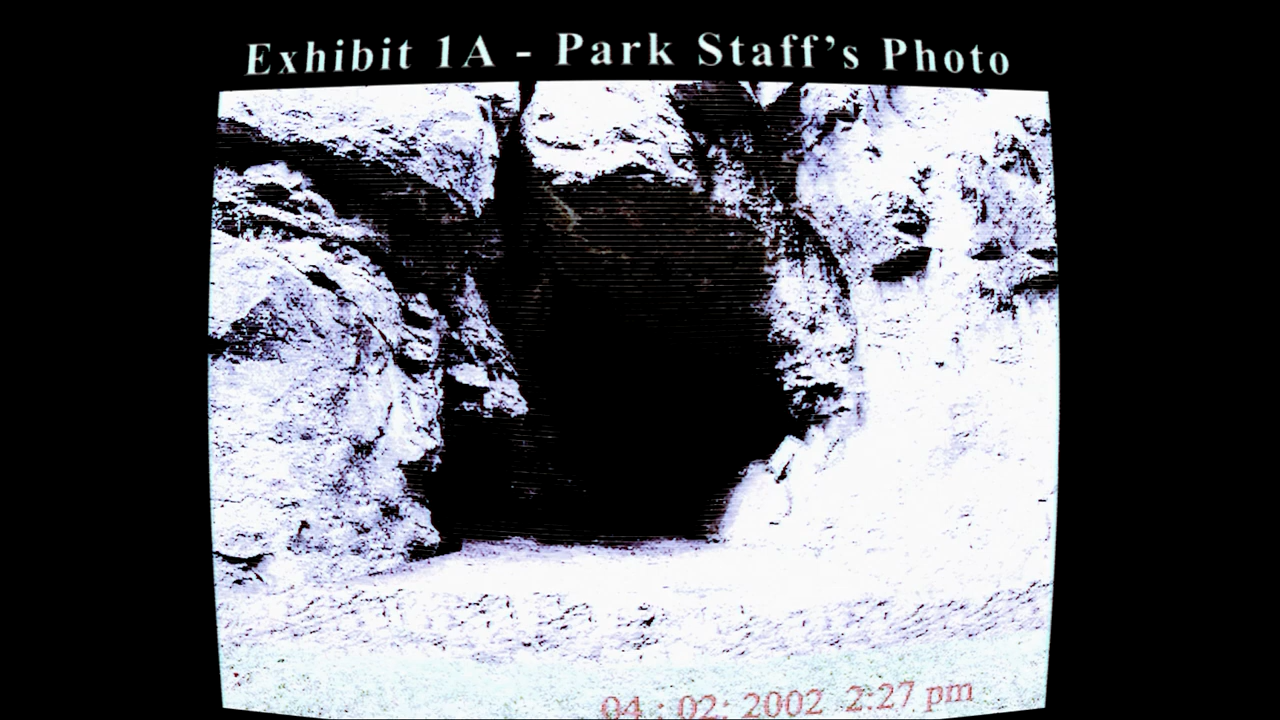 Exhibit 1A - Park Staff’s Photo
04 : 02: 2002 2:27 pm